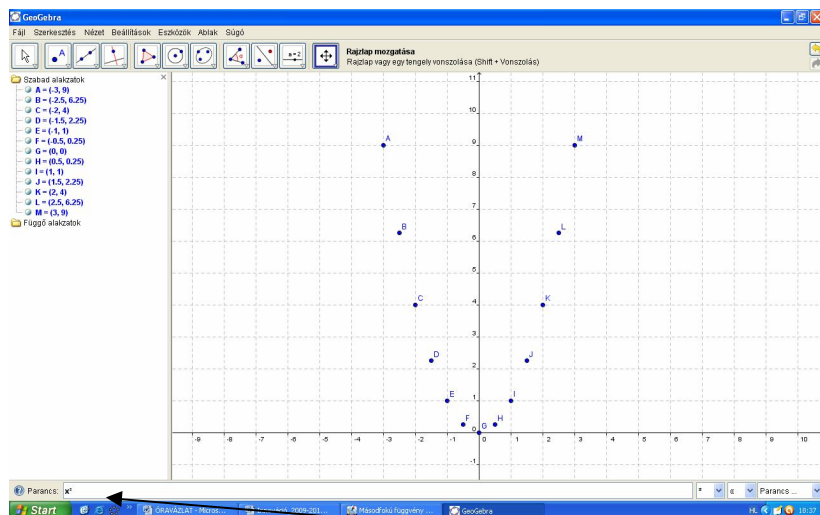 GeoGebra
Fájl Szerkesztés Nézet Beállítások Eszközök Ablak Súgó
A
a=2
Rajzlap mozgatása
Rajzlap vagy egy tengely vonszolása (Shift + Vonszolás)
Szabad alakzatok
A = (-3, 9)
B = (-2.5, 6.25)
C = (-2, 4)
D = (-1.5, 2.25)
E = (-1, 1)
F = (-0.5, 0.25)
G = (0, 0)
H = (0.5, 0.25)
I = (1, 1)
J = (1.5, 2.25)
K = (2, 4)
L = (2.5, 6.25)
M = (3, 9)
Függő alakzatok
11
10
A 9 M
8
7
B 6 L
5
C 4 K
3
D 2 J
E 1 I
F 0 G H
-9 -8 -7 -6 -5 -4 -3 -2 -1 0 1 2 3 4 5 6 7 8 9 10
-1
Parancs: x²
² α Parancs ...
Start
ÓRAVÁZLAT - Micros...
Másodfokú függvény ...
GeoGebra
HL
18:37